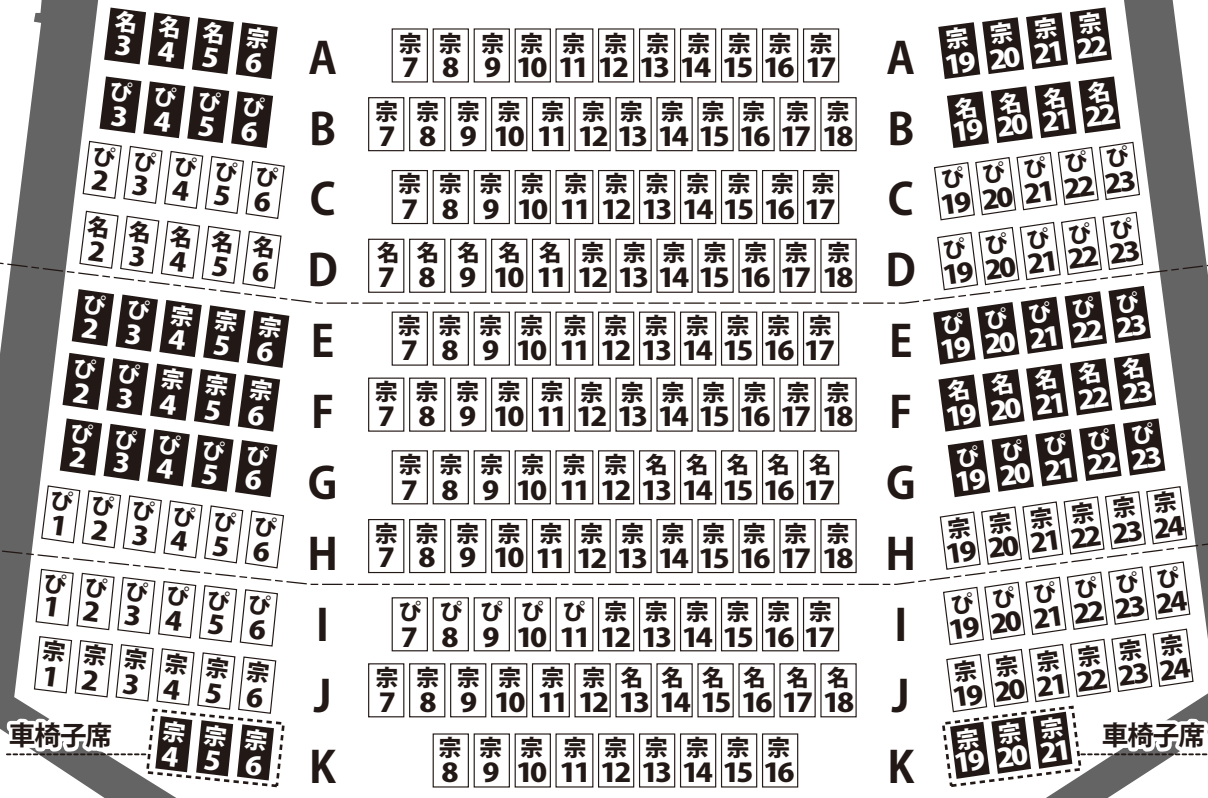 名3 名4 名5 宗6 A 宗7 宗8 宗9 宗10 宗11 宗12 宗13 宗14 宗15 宗16 宗17 A 宗19 宗20 宗21 宗22
ぴ3 ぴ4 ぴ5 ぴ6 B 宗7 宗8 宗9 宗10 宗11 宗12 宗13 宗14 宗15 宗16 宗17 宗18 B 名19 名20 名21 名22
ぴ2 ぴ3 ぴ4 ぴ5 ぴ6 C 宗7 宗8 宗9 宗10 宗11 宗12 宗13 宗14 宗15 宗16 宗17 C ぴ19 ぴ20 ぴ21 ぴ22 ぴ23
名2 名3 名4 名5 名6 D 名7 名8 名9 名10 名11 宗12 宗13 宗14 宗15 宗16 宗17 宗18 D ぴ19 ぴ20 ぴ21 ぴ22 ぴ23
ぴ2 ぴ3 宗4 宗5 宗6 E 宗7 宗8 宗9 宗10 宗11 宗12 宗13 宗14 宗15 宗16 宗17 E ぴ19 ぴ20 ぴ21 ぴ22 ぴ23
ぴ2 ぴ3 宗4 宗5 宗6 F 宗7 宗8 宗9 宗10 宗11 宗12 宗13 宗14 宗15 宗16 宗17 宗18 F 名19 名20 名21 名22 名23
ぴ2 ぴ3 ぴ4 ぴ5 ぴ6 G 宗7 宗8 宗9 宗10 宗11 宗12 名13 名14 名15 名16 名17 G ぴ19 ぴ20 ぴ21 ぴ22 ぴ23
ぴ1 ぴ2 ぴ3 ぴ4 ぴ5 ぴ6 H 宗7 宗8 宗9 宗10 宗11 宗12 宗13 宗14 宗15 宗16 宗17 宗18 H 宗19 宗20 宗21 宗22 宗23 宗24
ぴ1 ぴ2 ぴ3 ぴ4 ぴ5 ぴ6 I ぴ7 ぴ8 ぴ9 ぴ10 ぴ11 宗12 宗13 宗14 宗15 宗16 宗17 I ぴ19 ぴ20 ぴ21 ぴ22 ぴ23 ぴ24
宗1 宗2 宗3 宗4 宗5 宗6 J 宗7 宗8 宗9 宗10 宗11 宗12 名13 名14 名15 名16 名17 名18 J 宗19 宗20 宗21 宗22 宗23 宗24
車椅子席 宗4 宗5 宗6 K 宗8 宗9 宗10 宗11 宗12 宗13 宗14 宗15 宗16 K 宗19 宗20 宗21 車椅子席